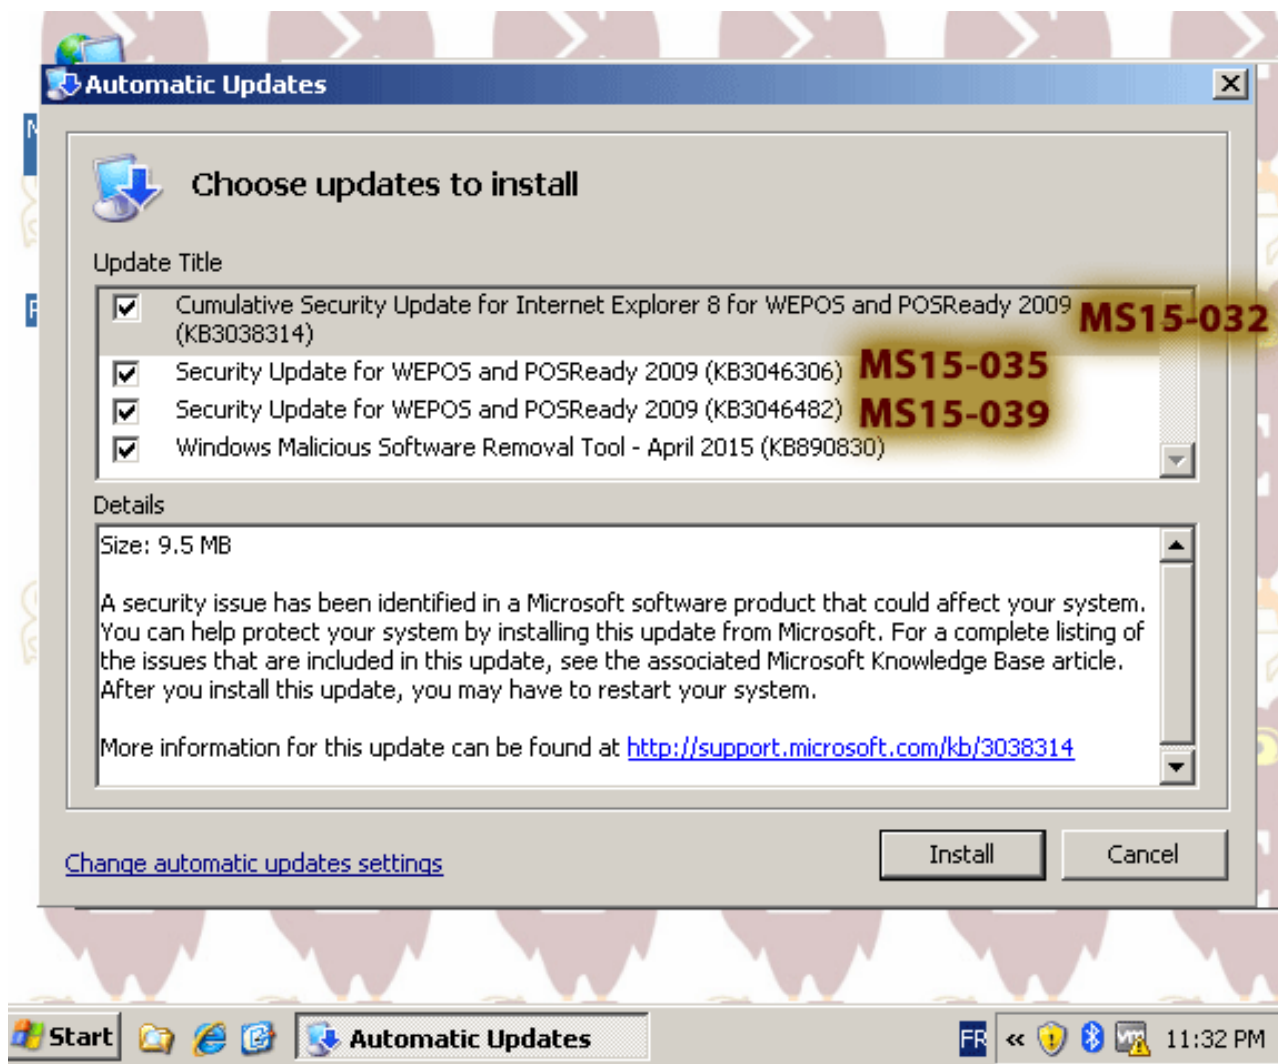 Automatic Updates
Choose updates to install
Update Title
Cumulative Security Update for Internet Explorer 8 for WEPOS and POSReady 2009
(KB3038314)
MS15-032
Security Update for WEPOS and POSReady 2009 (KB3046306)
MS15-035
Security Update for WEPOS and POSReady 2009 (KB3046482)
MS15-039
Windows Malicious Software Removal Tool - April 2015 (KB890830)
Details
Size: 9.5 MB
A security issue has been identified in a Microsoft software product that could affect your system.
You can help protect your system by installing this update from Microsoft. For a complete listing of
the issues that are included in this update, see the associated Microsoft Knowledge Base article.
After you install this update, you may have to restart your system.
More information for this update can be found at http://support.microsoft.com/kb/3038314
Change automatic updates settings
Install
Cancel
Start
Automatic Updates
FR
«
11:32 PM